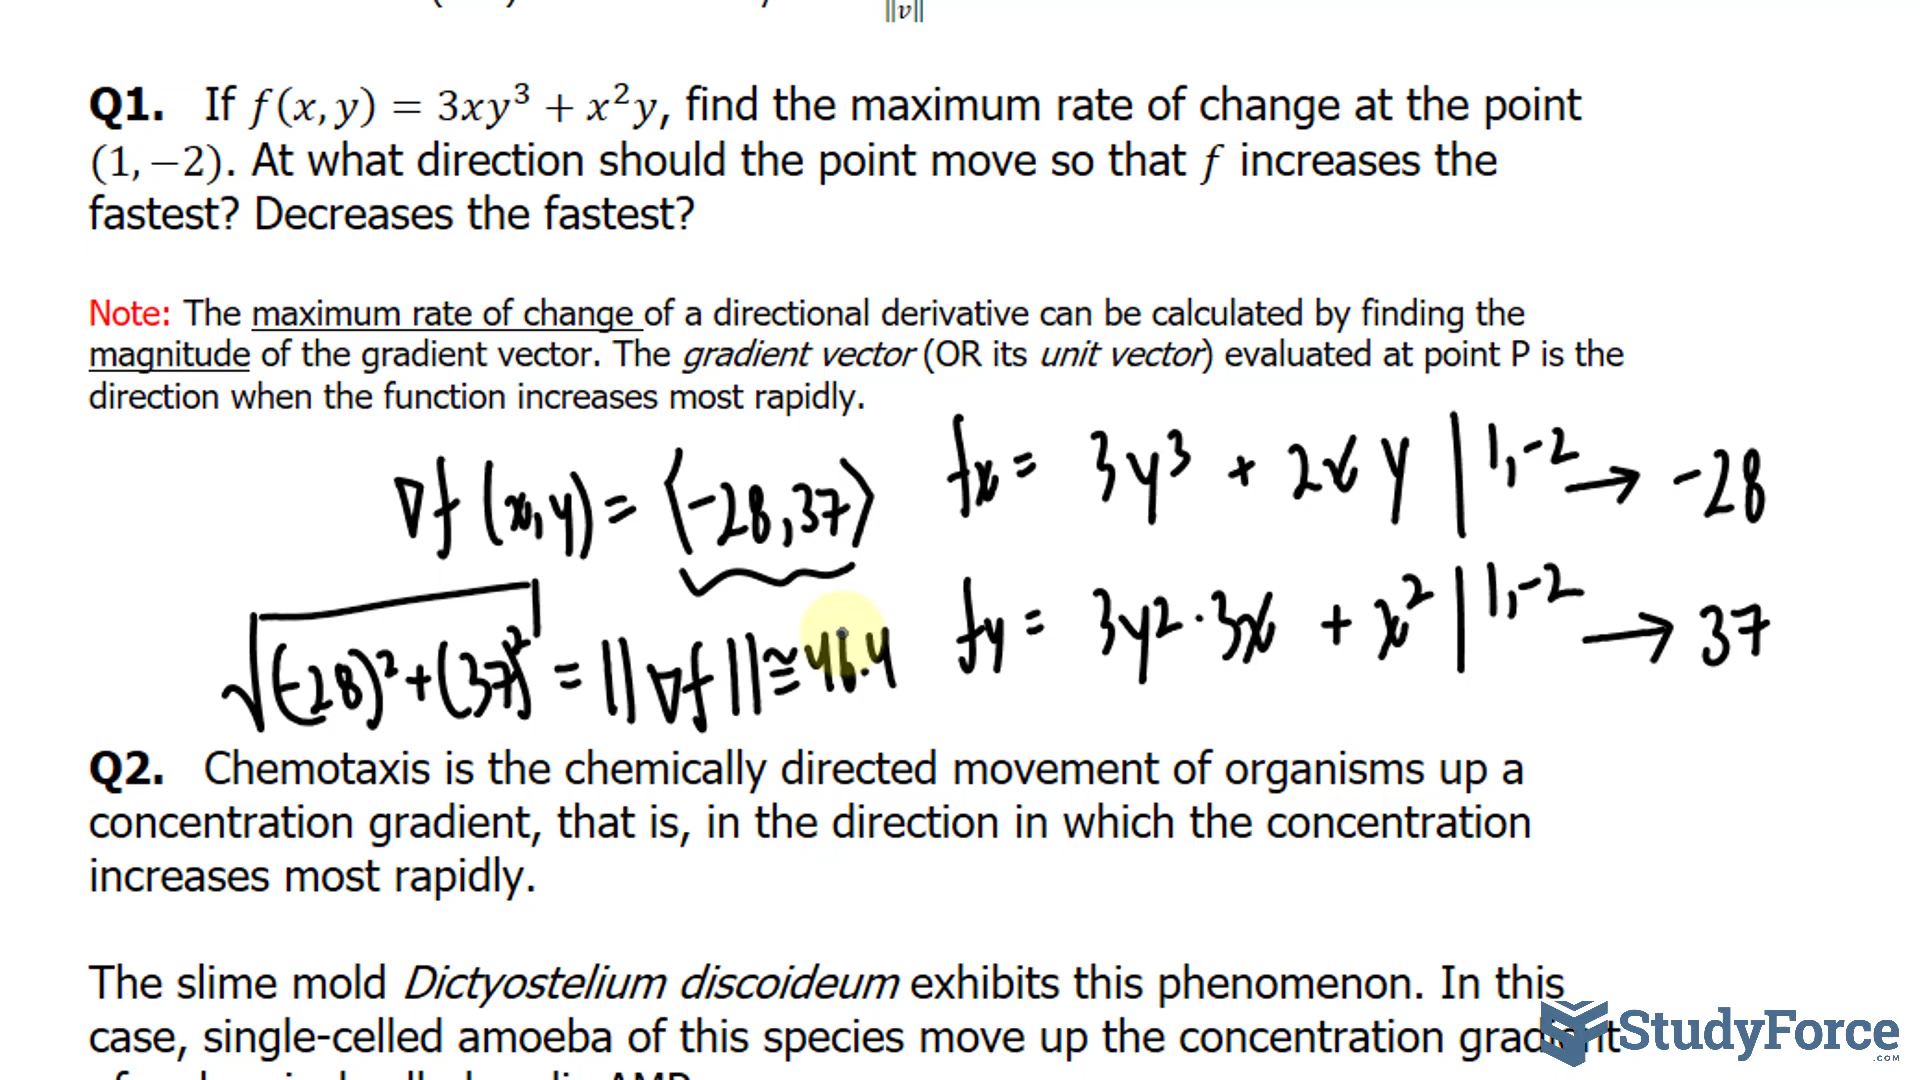 ‖v‖
Q1. If f(x, y) = 3xy³ + x²y, find the maximum rate of change at the point
(1, −2). At what direction should the point move so that f increases the
fastest? Decreases the fastest?
Note: The maximum rate of change of a directional derivative can be calculated by finding the
magnitude of the gradient vector. The gradient vector (OR its unit vector) evaluated at point P is the
direction when the function increases most rapidly.
∇f (x,y) = ⟨-28,37⟩
fx = 3y³ + 2xy | 1,-2 → -28
√(-28)²+(37)² = ||∇f|| ≅ 46.4
fy = 3y2·3x + x² | 1,-2 → 37
Q2. Chemotaxis is the chemically directed movement of organisms up a
concentration gradient, that is, in the direction in which the concentration
increases most rapidly.
The slime mold Dictyostelium discoideum exhibits this phenomenon. In this
case, single-celled amoeba of this species move up the concentration gradient
StudyForce
.COM